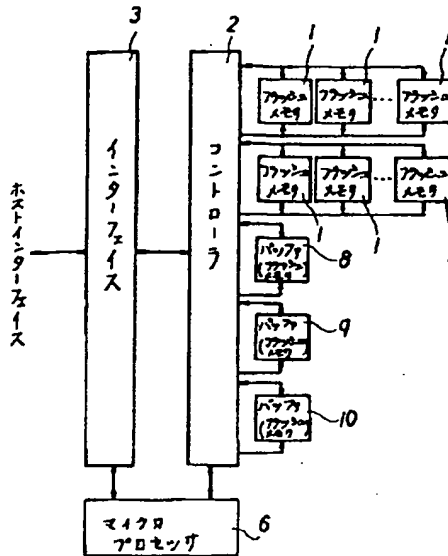 3
2
1
1
1
フラッシュ
メモリ
フラッシュ
メモリ
フラッシュ
メモリ
フラッシュ
メモリ
フラッシュ
メモリ
フラッシュ
メモリ
1
1
ホストインターフェイス
インターフェイス
コントローラ
バッファ
(フラッシュ
メモリ)
8
バッファ
(フラッシュ
メモリ)
9
バッファ
(フラッシュ
メモリ)
10
マイクロ
プロセッサ
6